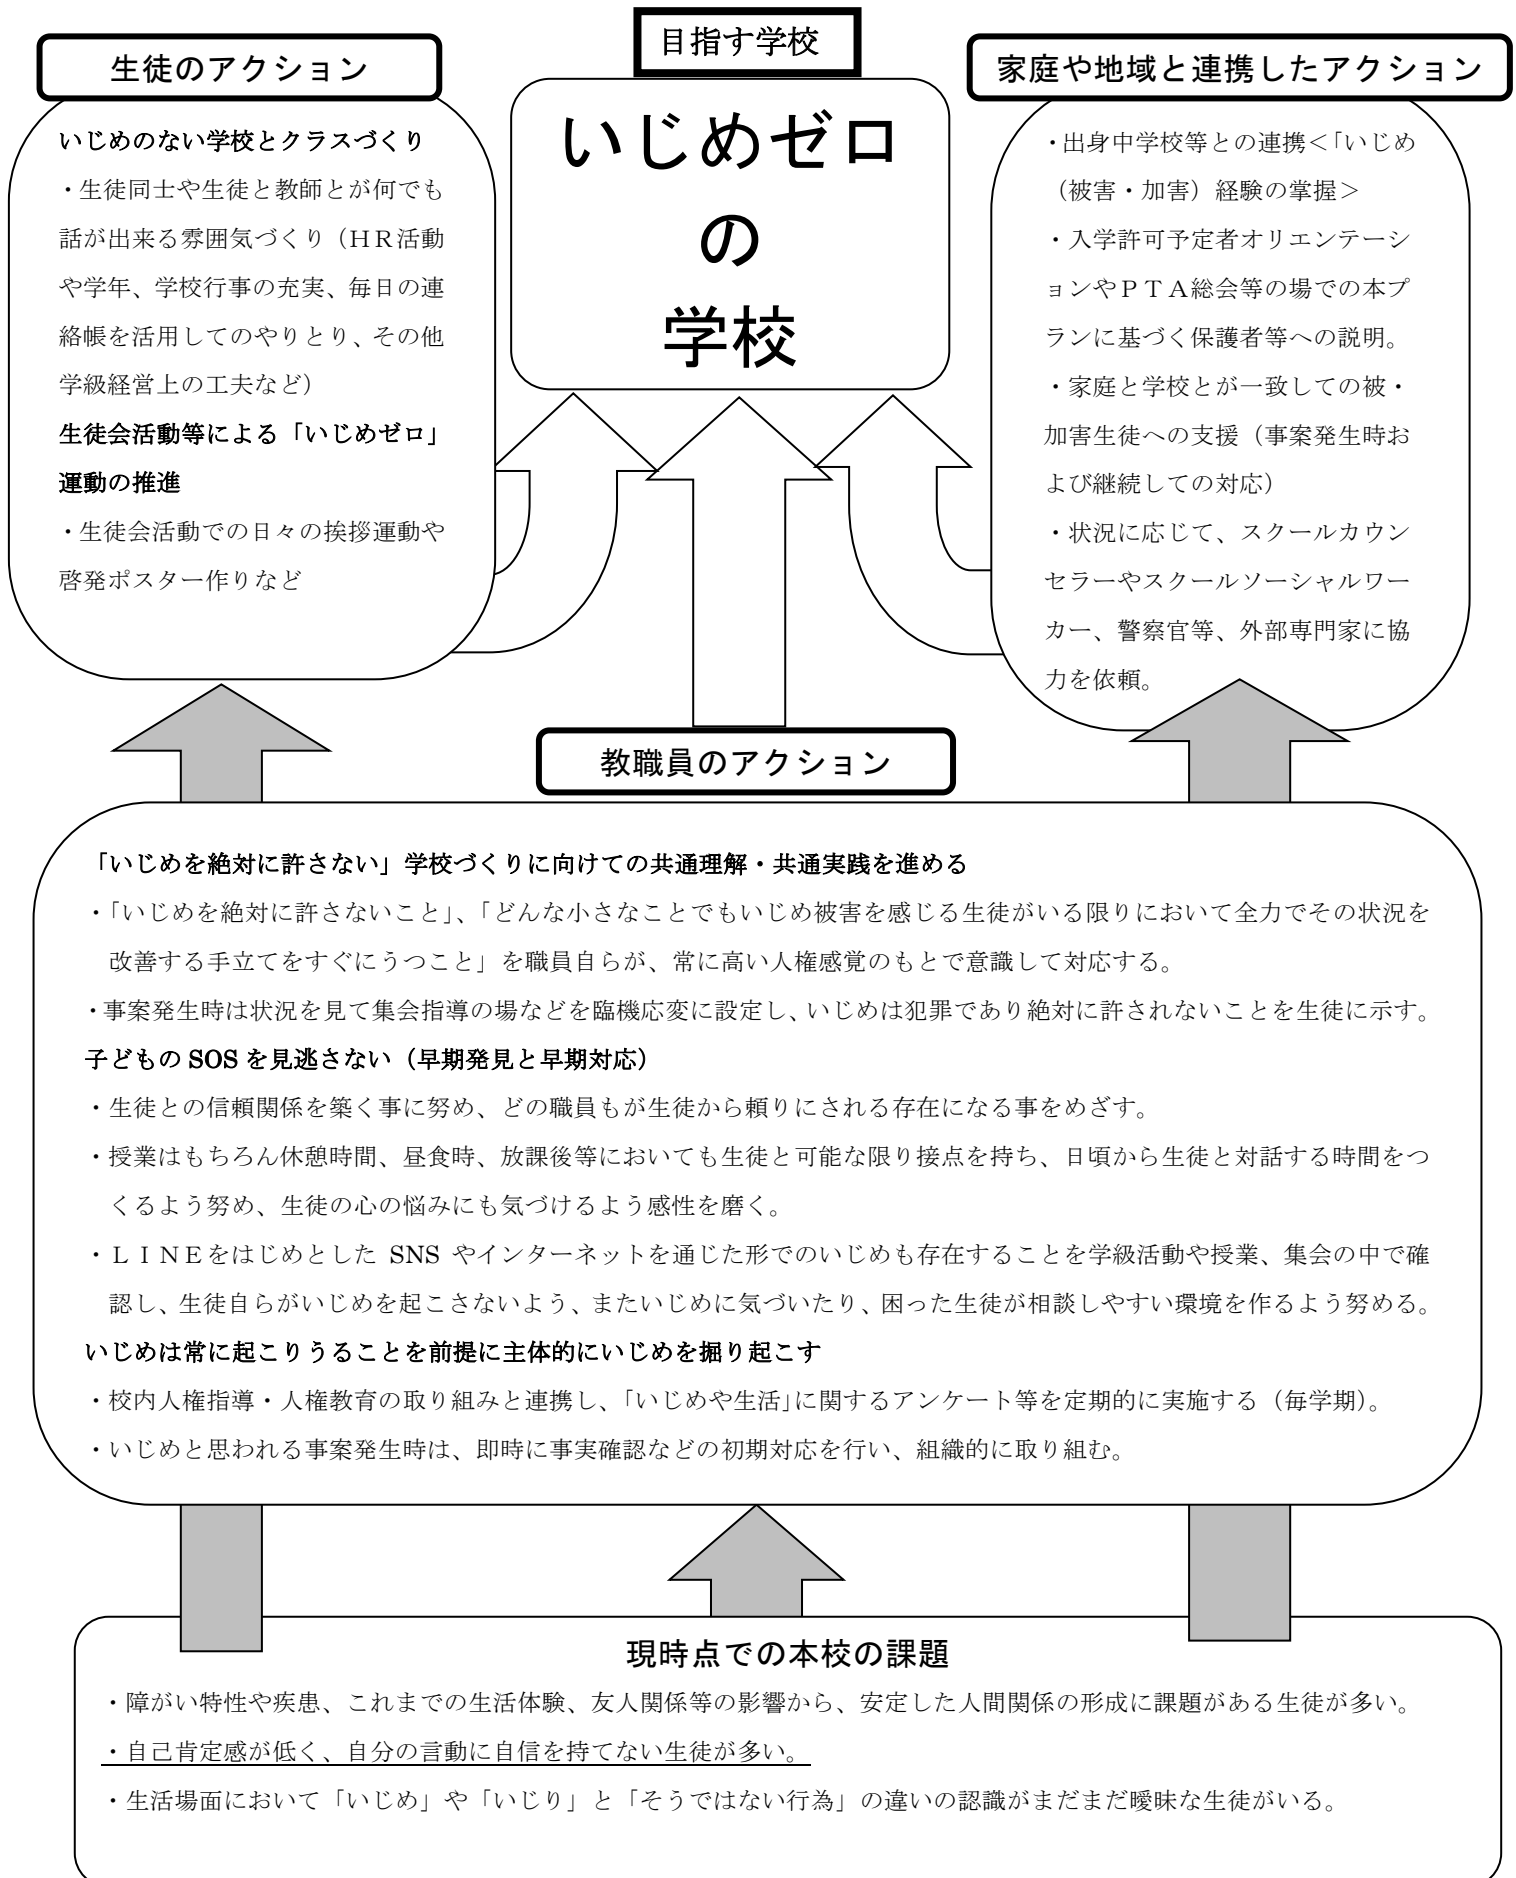 目指す学校
いじめゼロ
の
学校
生徒のアクション
いじめのない学校とクラスづくり
・生徒同士や生徒と教師とが何でも
話が出来る雰囲気づくり（ＨＲ活動
や学年、学校行事の充実、毎日の連
絡帳を活用してのやりとり、その他
学級経営上の工夫など）
生徒会活動等による「いじめゼロ」
運動の推進
・生徒会活動での日々の挨拶運動や
啓発ポスター作りなど
家庭や地域と連携したアクション
・出身中学校等との連携＜「いじめ
（被害・加害）経験の掌握＞
・入学許可予定者オリエンテーシ
ョンやＰＴＡ総会等の場での本プ
ランに基づく保護者等への説明。
・家庭と学校とが一致しての被・
加害生徒への支援（事案発生時お
よび継続しての対応）
・状況に応じて、スクールカウン
セラーやスクールソーシャルワー
カー、警察官等、外部専門家に協
力を依頼。
教職員のアクション
「いじめを絶対に許さない」学校づくりに向けての共通理解・共通実践を進める
・「いじめを絶対に許さないこと」、「どんな小さなことでもいじめ被害を感じる生徒がいる限りにおいて全力でその状況を
改善する手立てをすぐにうつこと」を職員自らが、常に高い人権感覚のもとで意識して対応する。
・事案発生時は状況を見て集会指導の場などを臨機応変に設定し、いじめは犯罪であり絶対に許されないことを生徒に示す。
子どもの SOS を見逃さない（早期発見と早期対応）
・生徒との信頼関係を築く事に努め、どの職員もが生徒から頼りにされる存在になる事をめざす。
・授業はもちろん休憩時間、昼食時、放課後等においても生徒と可能な限り接点を持ち、日頃から生徒と対話する時間をつ
くるよう努め、生徒の心の悩みにも気づけるよう感性を磨く。
・ＬＩＮＥをはじめとした SNS やインターネットを通じた形でのいじめも存在することを学級活動や授業、集会の中で確
認し、生徒自らがいじめを起こさないよう、またいじめに気づいたり、困った生徒が相談しやすい環境を作るよう努める。
いじめは常に起こりうることを前提に主体的にいじめを掘り起こす
・校内人権指導・人権教育の取り組みと連携し、「いじめや生活」に関するアンケート等を定期的に実施する（毎学期）。
・いじめと思われる事案発生時は、即時に事実確認などの初期対応を行い、組織的に取り組む。
現時点での本校の課題
・障がい特性や疾患、これまでの生活体験、友人関係等の影響から、安定した人間関係の形成に課題がある生徒が多い。
・自己肯定感が低く、自分の言動に自信を持てない生徒が多い。
・生活場面において「いじめ」や「いじり」と「そうではない行為」の違いの認識がまだまだ曖昧な生徒がいる。